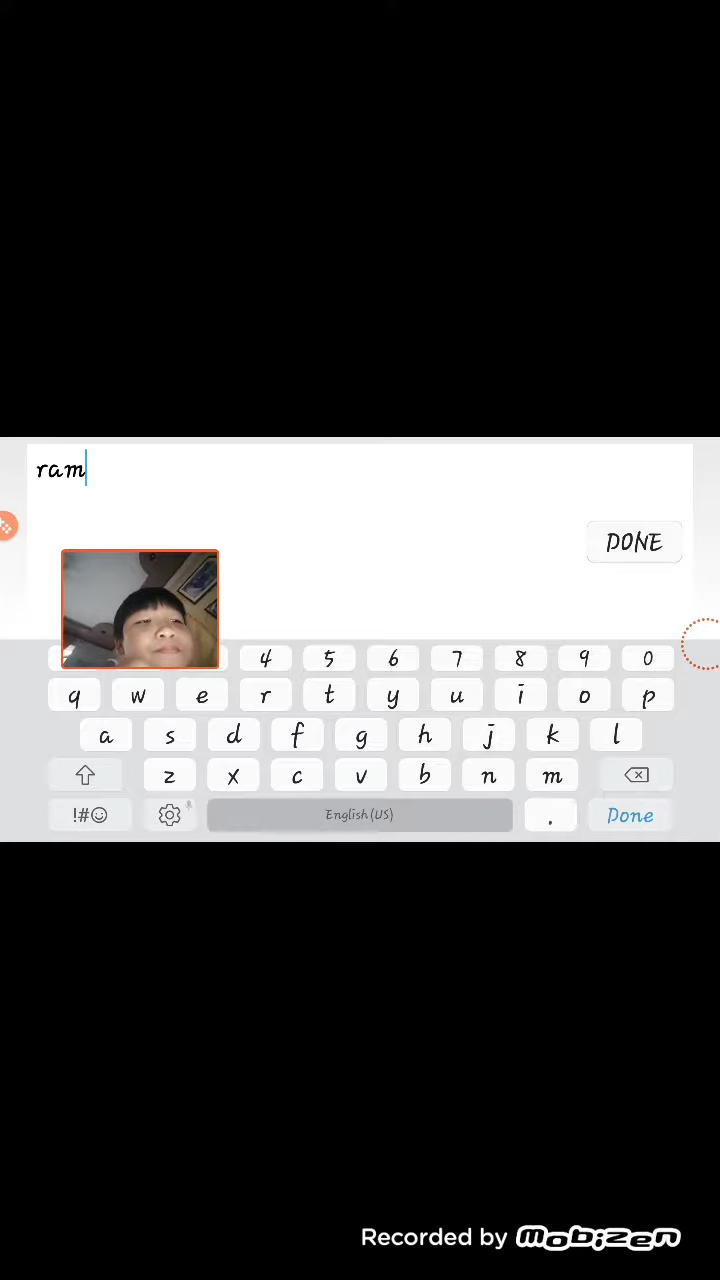 ram
DONE
4 5 6 7 8 9 0
q w e r t y u i o p
a s d f g h j k l
z x c v b n m
!#☺ English(US) . Done
Recorded by mobizen